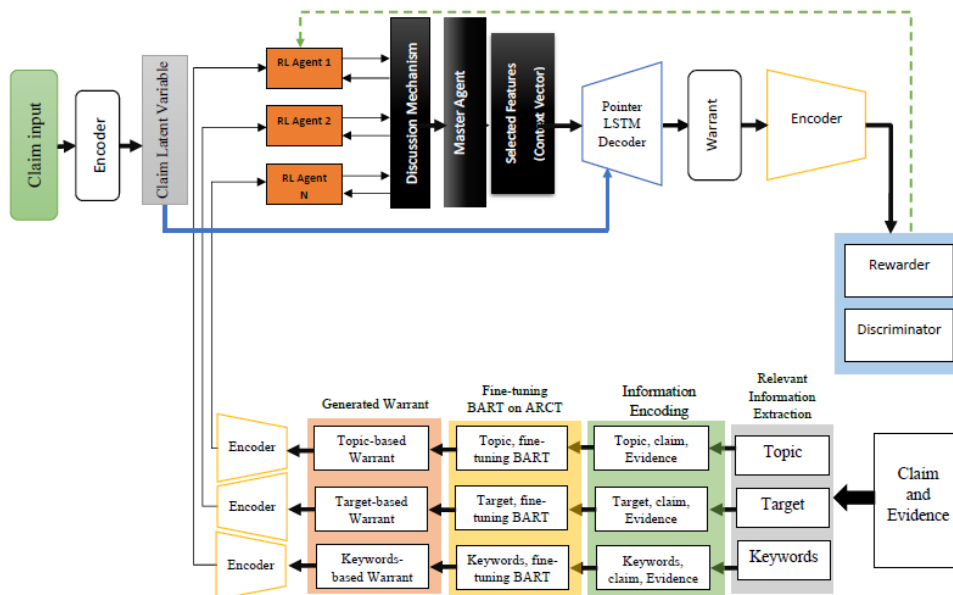 Claim input
Encoder
Claim Latent Variable
RL Agent 1
RL Agent 2
RL Agent
N
Discussion Mechanism
Master Agent
Selected Features
(Context Vector)
Pointer
LSTM
Decoder
Warrant
Encoder
Rewarder
Discriminator
Generated Warrant
Fine-tuning
BART on ARCT
Information
Encoding
Relevant
Information
Extraction
Encoder
Topic-based
Warrant
Topic, fine-
tuning BART
Topic, claim,
Evidence
Topic
Claim
and
Evidence
Encoder
Target-based
Warrant
Target, fine-
tuning BART
Target, claim,
Evidence
Target
Encoder
Keywords-
based Warrant
Keywords, fine-
tuning BART
Keywords,
claim, Evidence
Keywords